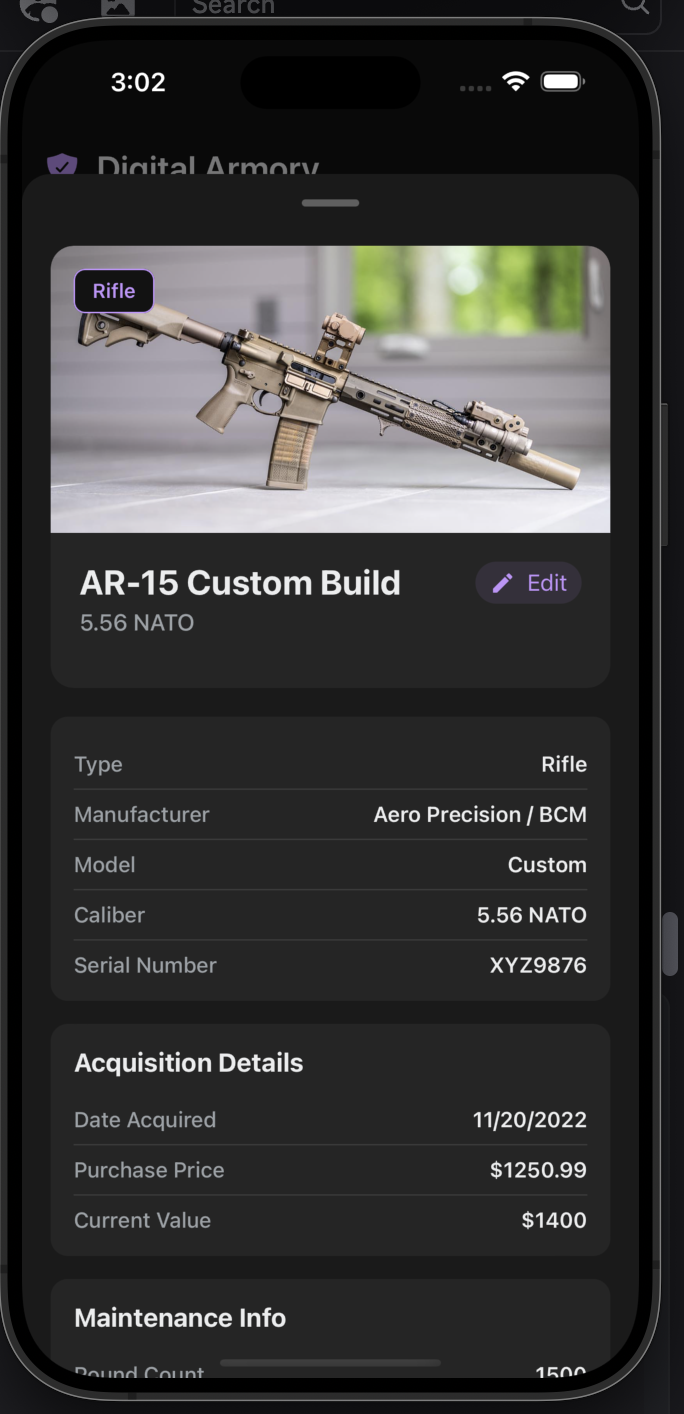 Search
3:02
Digital Armory
Rifle
AR-15 Custom Build
Edit
5.56 NATO
Type Rifle
Manufacturer Aero Precision / BCM
Model Custom
Caliber 5.56 NATO
Serial Number XYZ9876
Acquisition Details
Date Acquired 11/20/2022
Purchase Price $1250.99
Current Value $1400
Maintenance Info
Round Count 1500